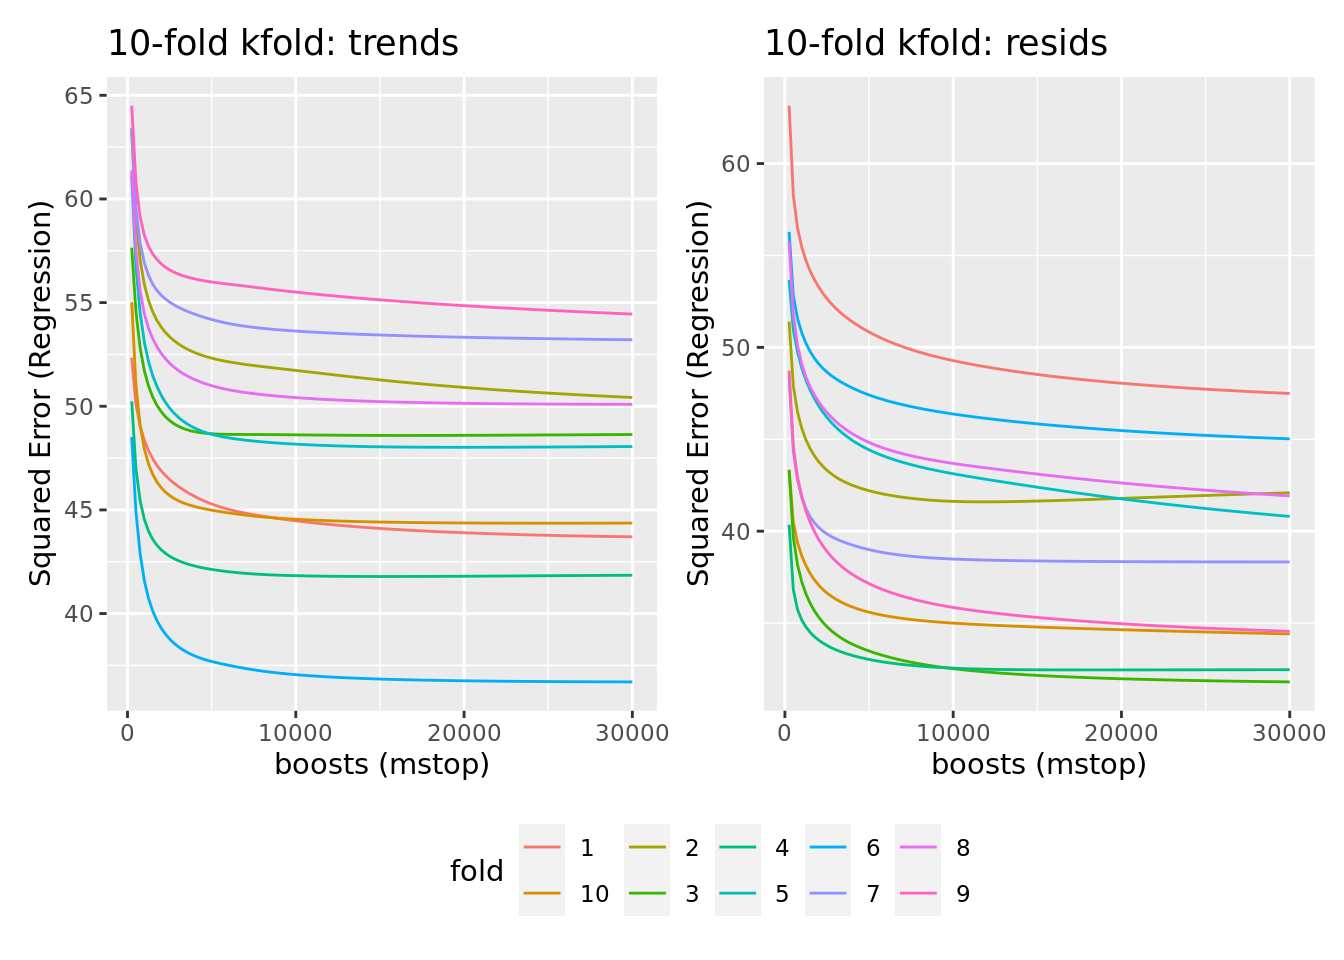 10-fold kfold: trends
Squared Error (Regression)
65
60
55
50
45
40
0 10000 20000 30000
boosts (mstop)
10-fold kfold: resids
Squared Error (Regression)
60
50
40
0 10000 20000 30000
boosts (mstop)
fold
1 2 4 6 8
10 3 5 7 9